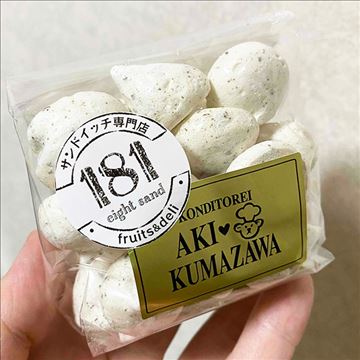 サンドイッチ専門店
181
eight sand
fruits&deli
KONDITOREI
AKI♥
KUMAZAWA